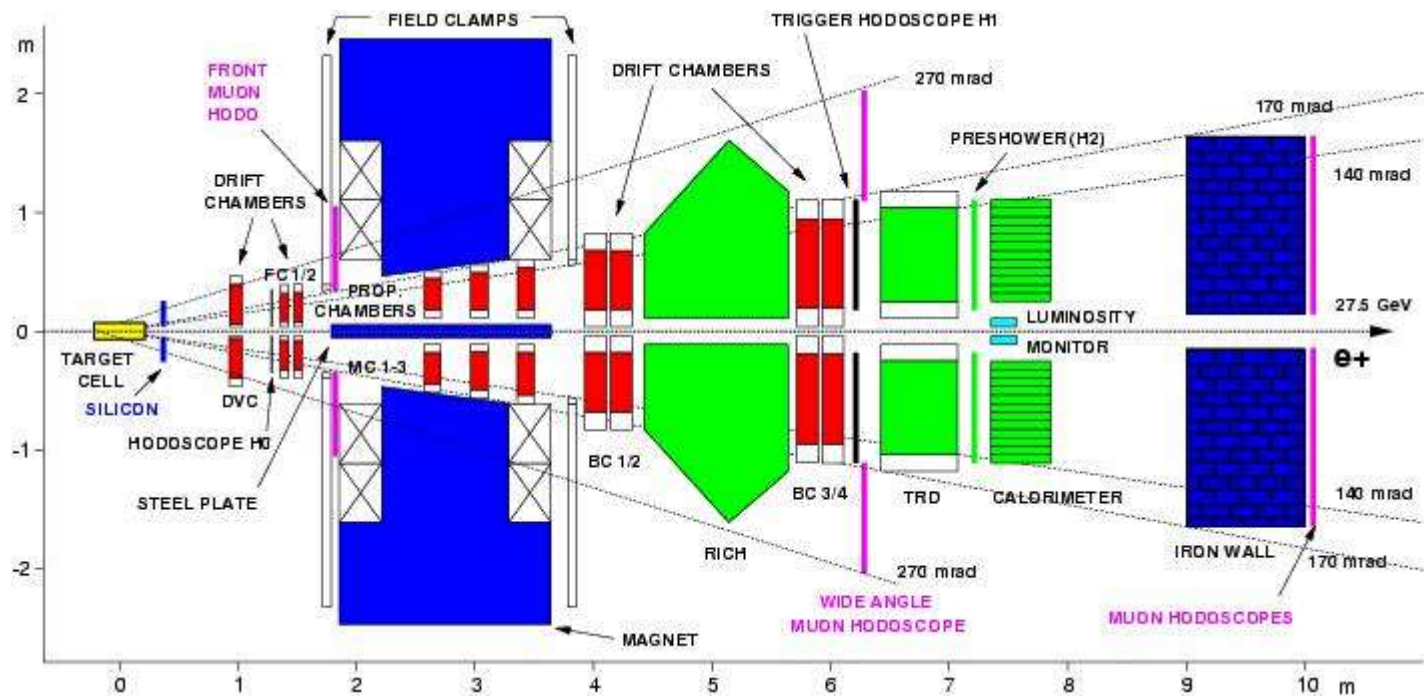 FIELD CLAMPS
TRIGGER HODOSCOPE H1
m
FRONT
MUON
HODO
DRIFT CHAMBERS
270 mrad
170 mrad
2
PRESHOWER (H2)
DRIFT
CHAMBERS
140 mrad
1
FC 1/2
PROP.
CHAMBERS
27.5 GeV
LUMINOSITY
0
MONITOR
e+
TARGET
CELL
MC 1-3
SILICON
DVC
HODOSCOPE H0
-1
BC 1/2
STEEL PLATE
BC 3/4
TRD
CALORIMETER
140 mrad
RICH
IRON WALL
170 mrad
270 mrad
-2
WIDE ANGLE
MUON HODOSCOPE
MUON HODOSCOPES
MAGNET
0 1 2 3 4 5 6 7 8 9 10 m